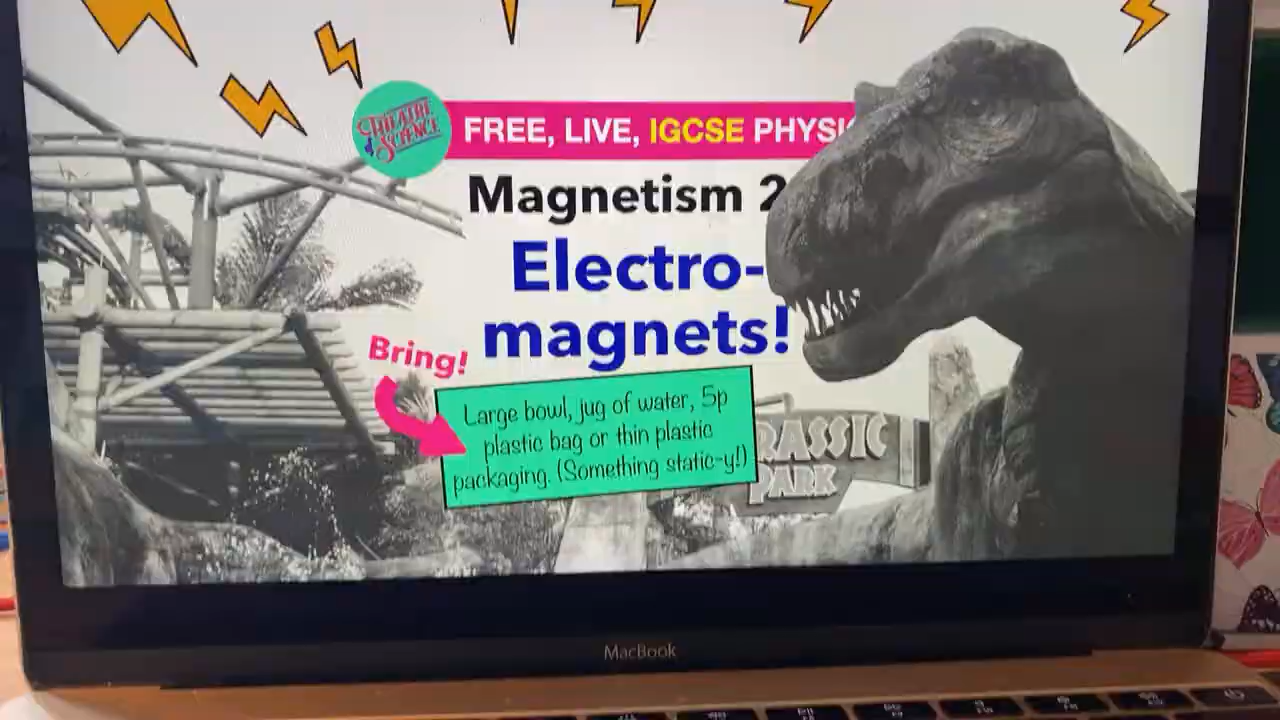 THEATRE
of SCIENCE
FREE, LIVE, IGCSE PHYSI
Magnetism 2
Electro-
magnets!
Bring!
Large bowl, jug of water, 5p
plastic bag or thin plastic
packaging. (Something static-y!)
RASSIC
PARK
MacBook